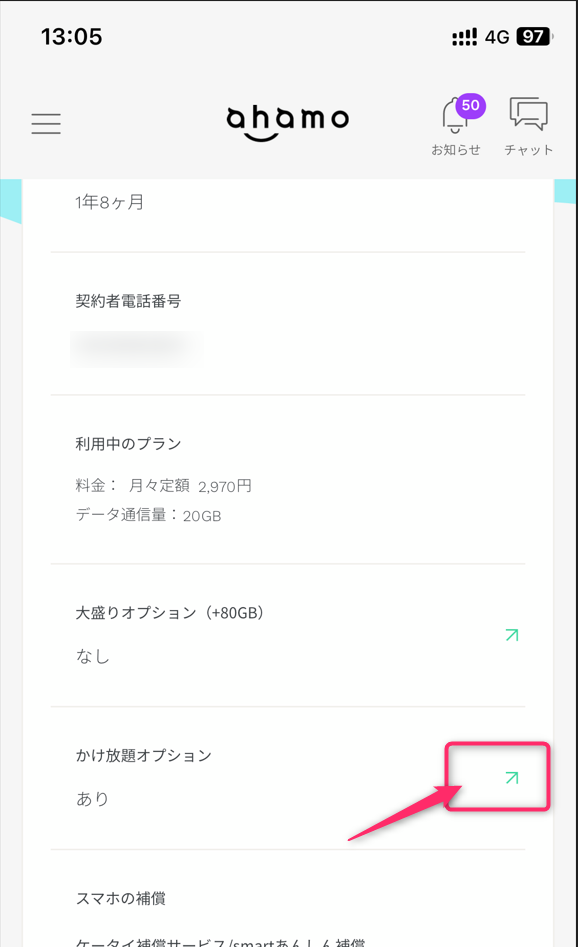 13:05
4G 97
ahamo
50
お知らせ
チャット
1年8ヶ月
契約者電話番号
利用中のプラン
料金： 月々定額 2,970円
データ通信量：20GB
大盛りオプション（+80GB）
なし
かけ放題オプション
あり
スマホの補償
ケータイ補償サービス/smartあんしん補償